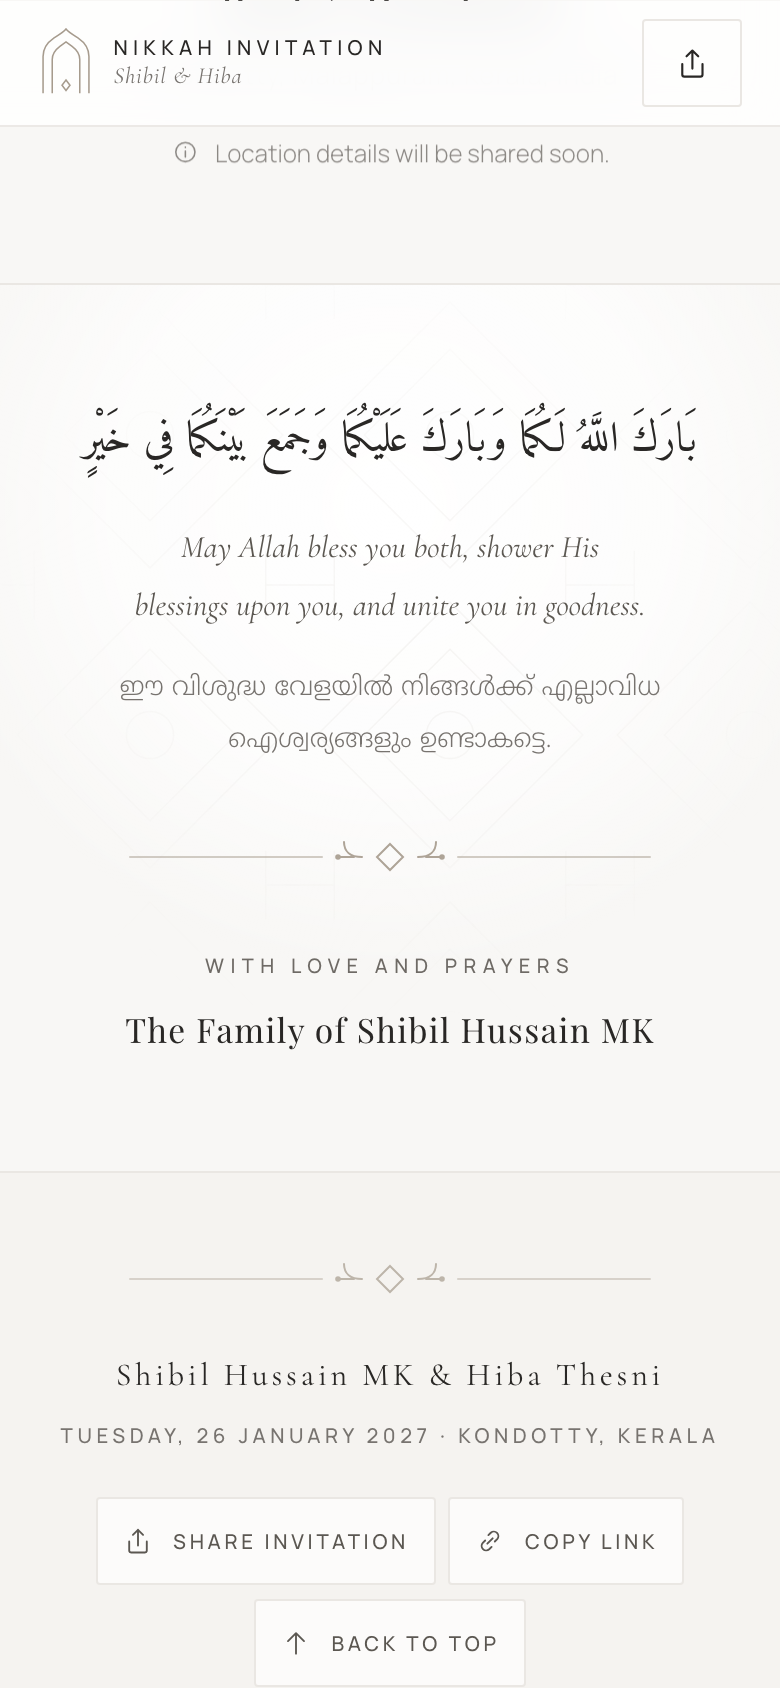 NIKKAH INVITATION
Shibil & Hiba
Location details will be shared soon.
بَارَكَ اللَّهُ لَكُمَا وَبَارَكَ عَلَيْكُمَا وَجَمَعَ بَيْنَكُمَا فِي خَيْرٍ
May Allah bless you both, shower His
blessings upon you, and unite you in goodness.
ഈ വിശുദ്ധ വേളയിൽ നിങ്ങൾക്ക് എല്ലാവിധ
ഐശ്വര്യങ്ങളും ഉണ്ടാകട്ടെ.
WITH LOVE AND PRAYERS
The Family of Shibil Hussain MK
Shibil Hussain MK & Hiba Thesni
TUESDAY, 26 JANUARY 2027 · KONDOTTY, KERALA
SHARE INVITATION
COPY LINK
BACK TO TOP